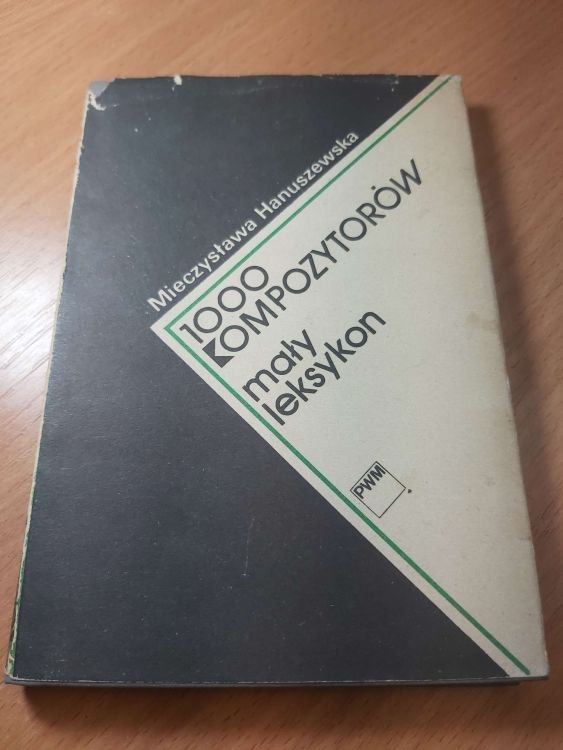 Mieczysława Hanuszewska
1000
KOMPOZYTORÓW
mały
leksykon
PWM